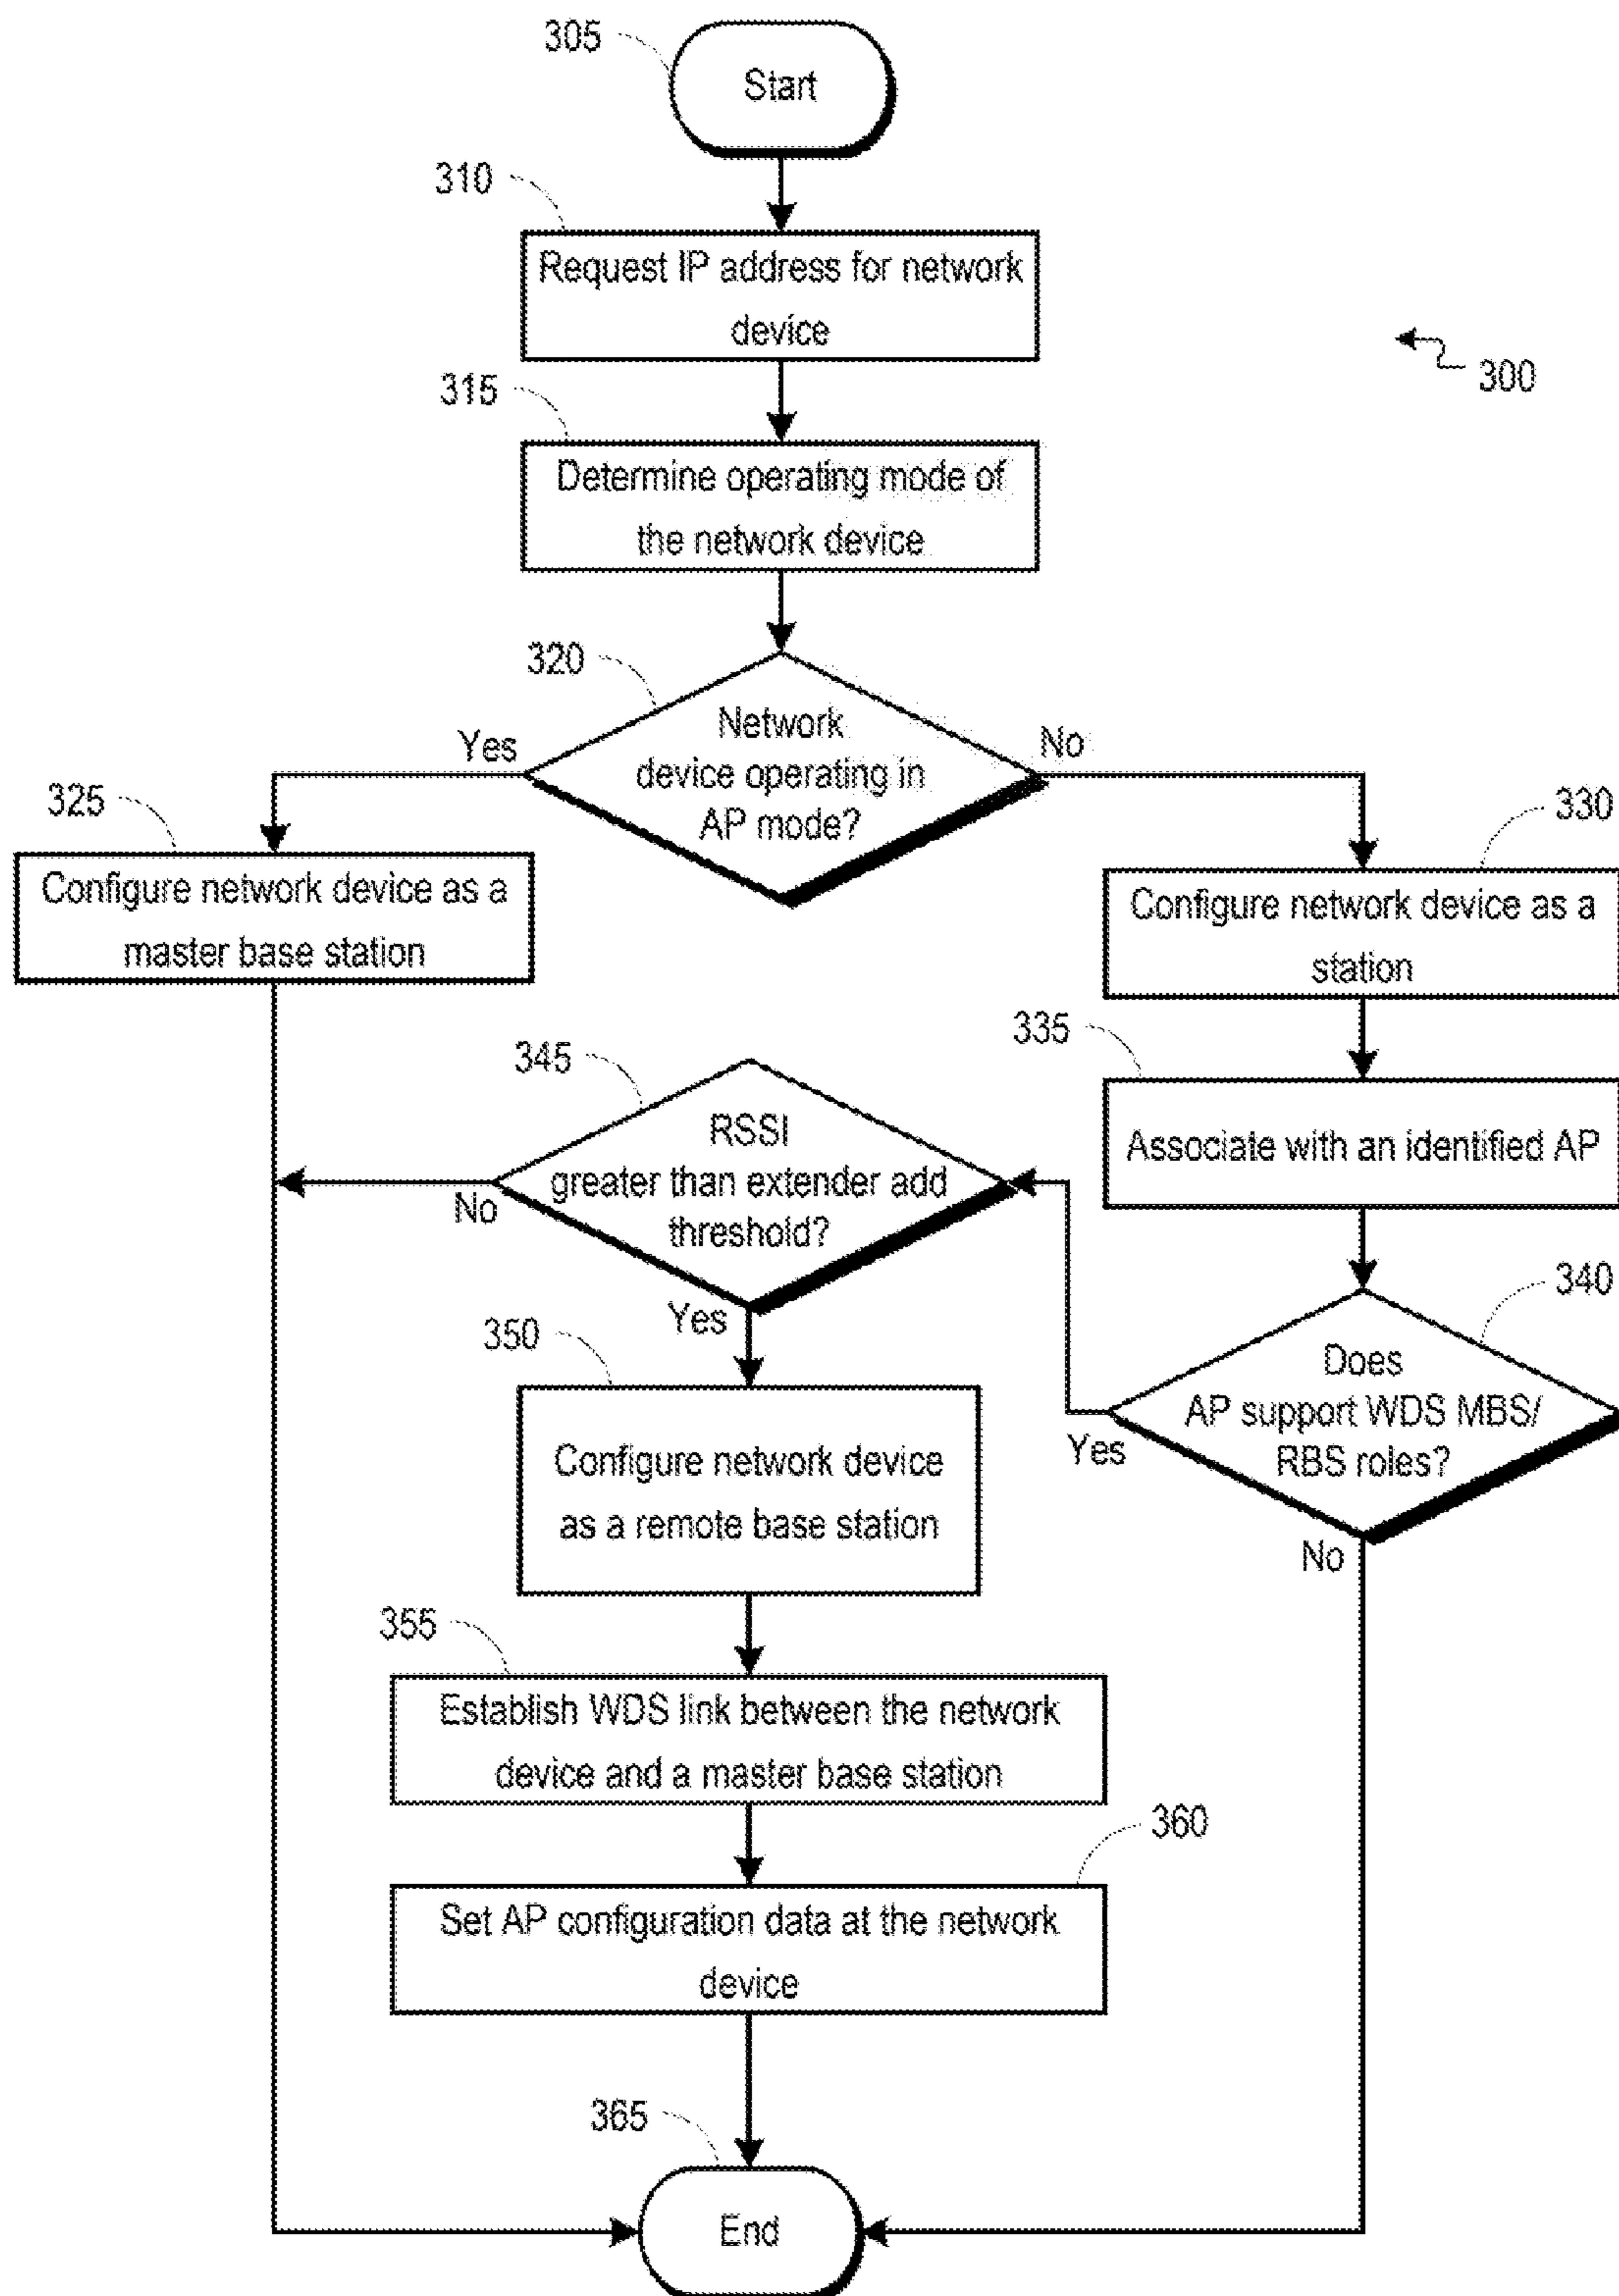 305
Start
310
Request IP address for network
device
315
Determine operating mode of
the network device
300
320
Network
device operating in
AP mode?
Yes
No
325
Configure network device as a
master base station
330
Configure network device as a
station
335
Associate with an identified AP
340
Does
AP support WDS MBS/
RBS roles?
Yes
No
345
RSSI
greater than extender add
threshold?
No
Yes
350
Configure network device
as a remote base station
355
Establish WDS link between the network
device and a master base station
360
Set AP configuration data at the network
device
365
End